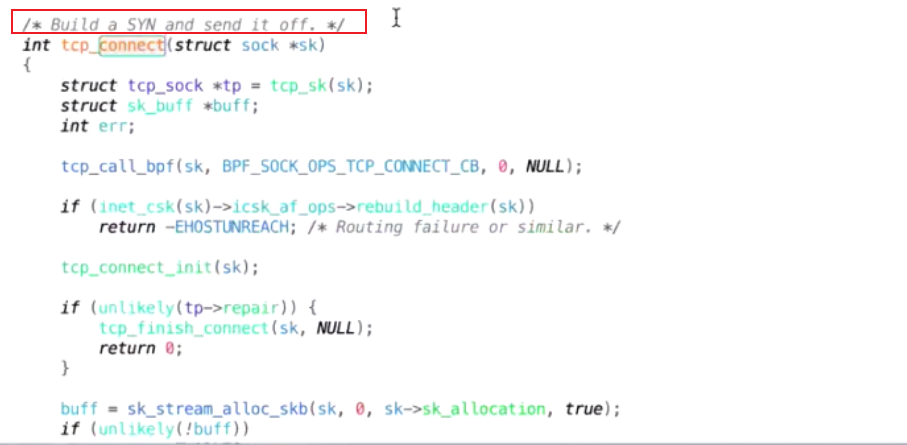 /* Build a SYN and send it off. */
int tcp_connect(struct sock *sk)
{
struct tcp_sock *tp = tcp_sk(sk);
struct sk_buff *buff;
int err;
tcp_call_bpf(sk, BPF_SOCK_OPS_TCP_CONNECT_CB, 0, NULL);
if (inet_csk(sk)->icsk_af_ops->rebuild_header(sk))
return -EHOSTUNREACH; /* Routing failure or similar. */
tcp_connect_init(sk);
if (unlikely(tp->repair)) {
tcp_finish_connect(sk, NULL);
return 0;
}
buff = sk_stream_alloc_skb(sk, 0, sk->sk_allocation, true);
if (unlikely(!buff))